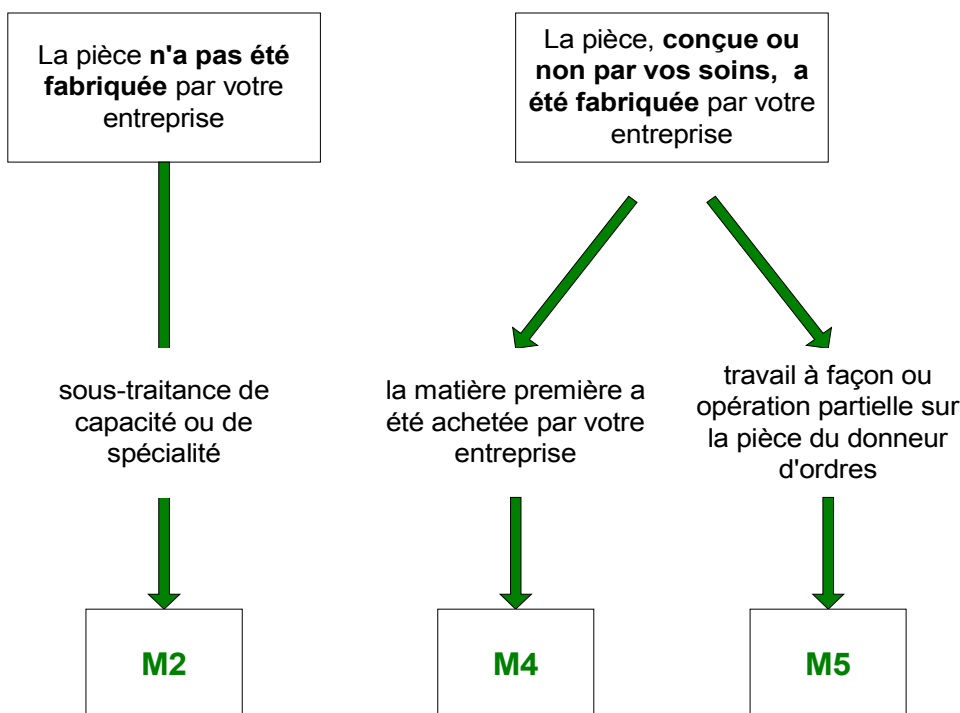 La pièce n'a pas été
fabriquée par votre
entreprise
La pièce, conçue ou
non par vos soins, a
été fabriquée par votre
entreprise
sous-traitance de
capacité ou de
spécialité
la matière première a
été achetée par votre
entreprise
travail à façon ou
opération partielle sur
la pièce du donneur
d'ordres
M2
M4
M5